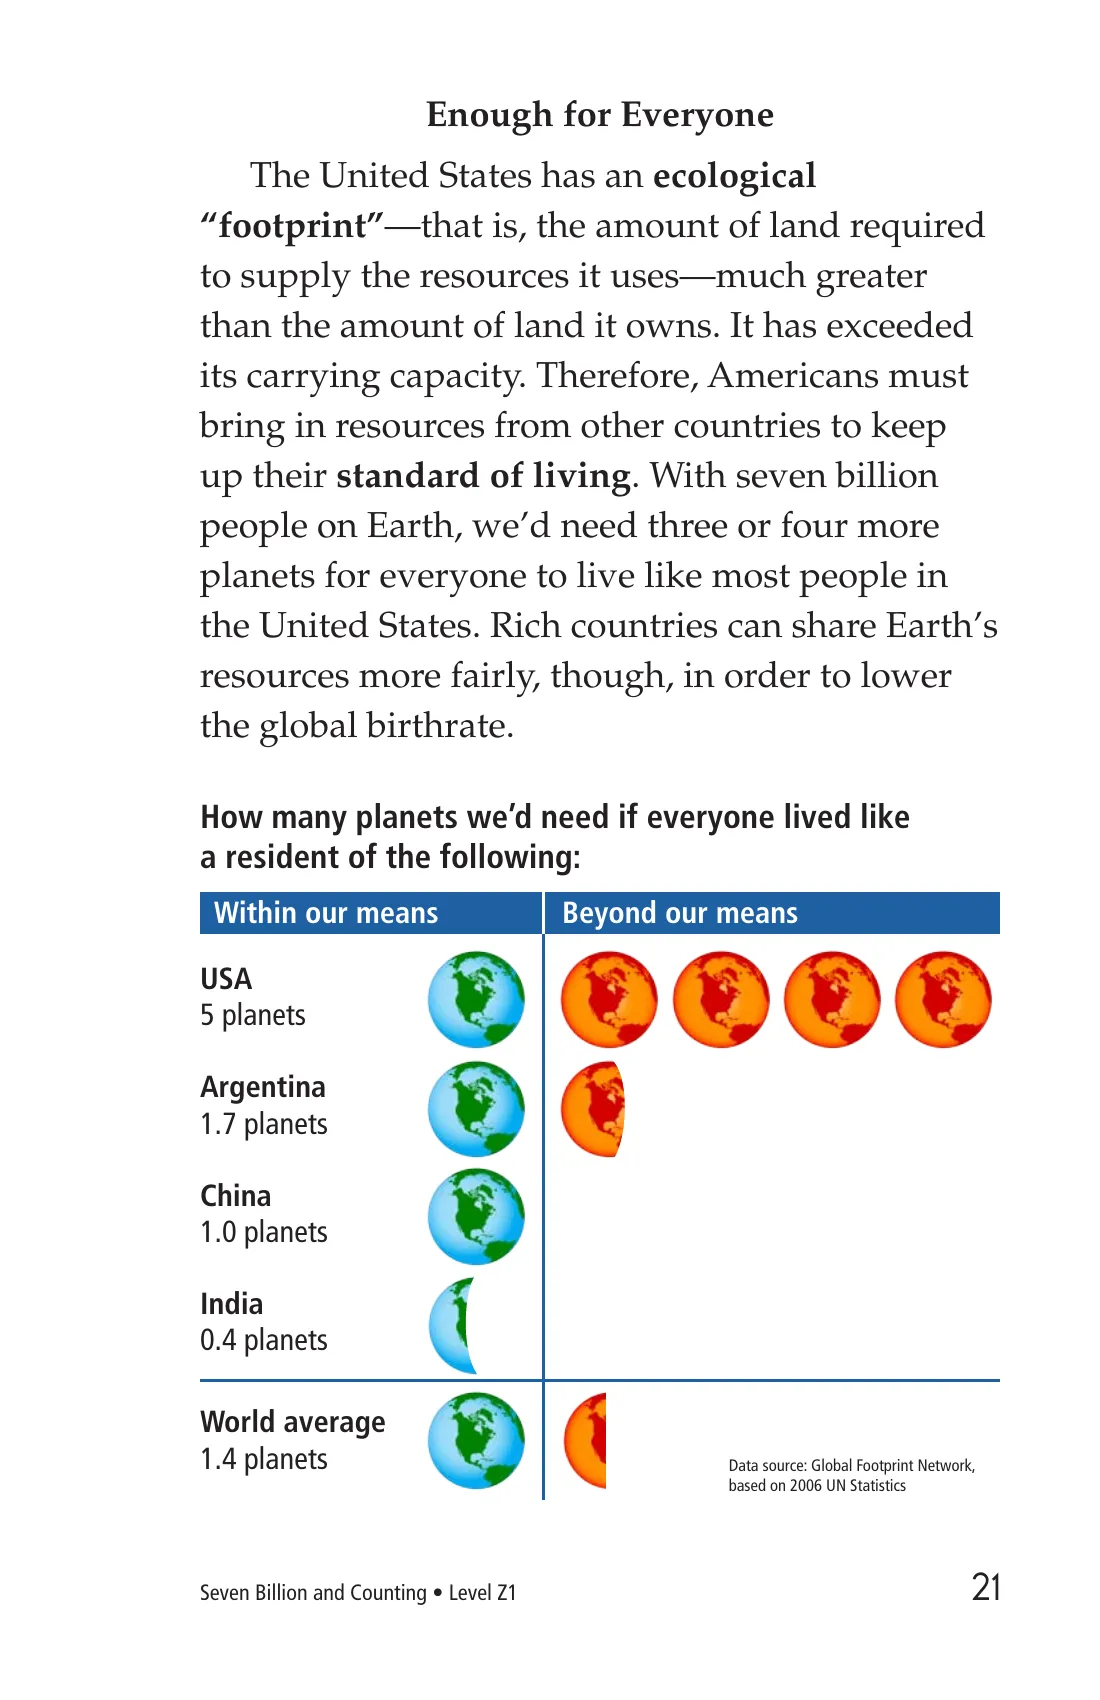 Enough for Everyone
The United States has an ecological
“footprint”—that is, the amount of land required
to supply the resources it uses—much greater
than the amount of land it owns. It has exceeded
its carrying capacity. Therefore, Americans must
bring in resources from other countries to keep
up their standard of living. With seven billion
people on Earth, we’d need three or four more
planets for everyone to live like most people in
the United States. Rich countries can share Earth’s
resources more fairly, though, in order to lower
the global birthrate.
How many planets we’d need if everyone lived like
a resident of the following:
Within our means
Beyond our means
USA
5 planets
Argentina
1.7 planets
China
1.0 planets
India
0.4 planets
World average
1.4 planets
Data source: Global Footprint Network,
based on 2006 UN Statistics
Seven Billion and Counting • Level Z1
21